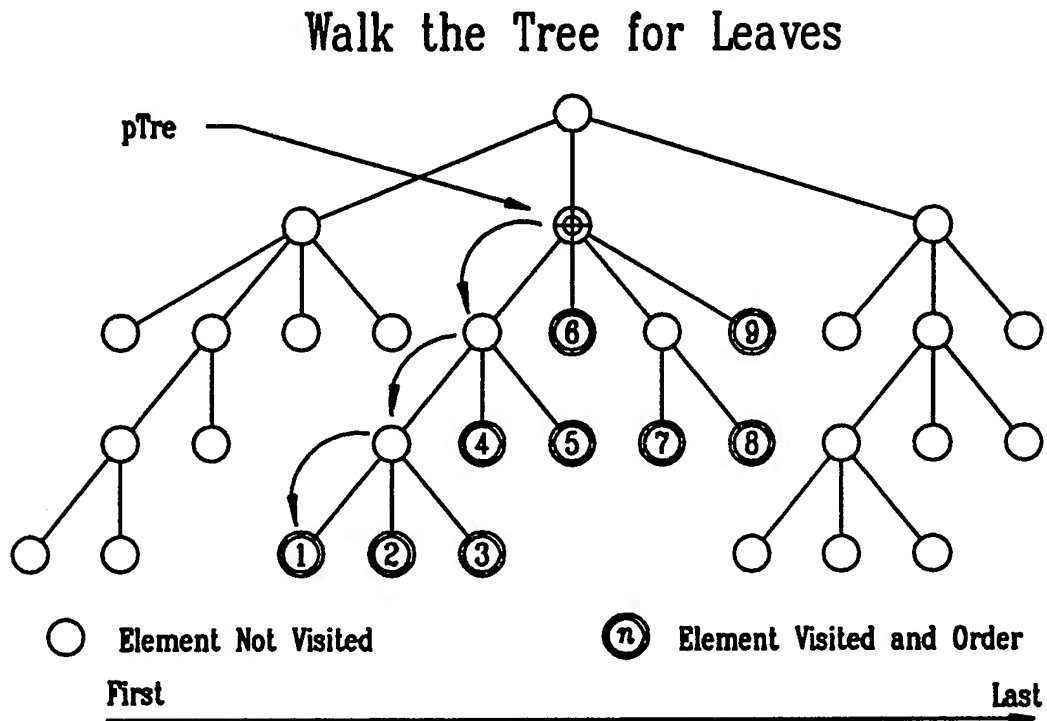 Walk the Tree for Leaves
pTre
6 9
4 5 7 8
1 2 3
Element Not Visited n Element Visited and Order
First Last